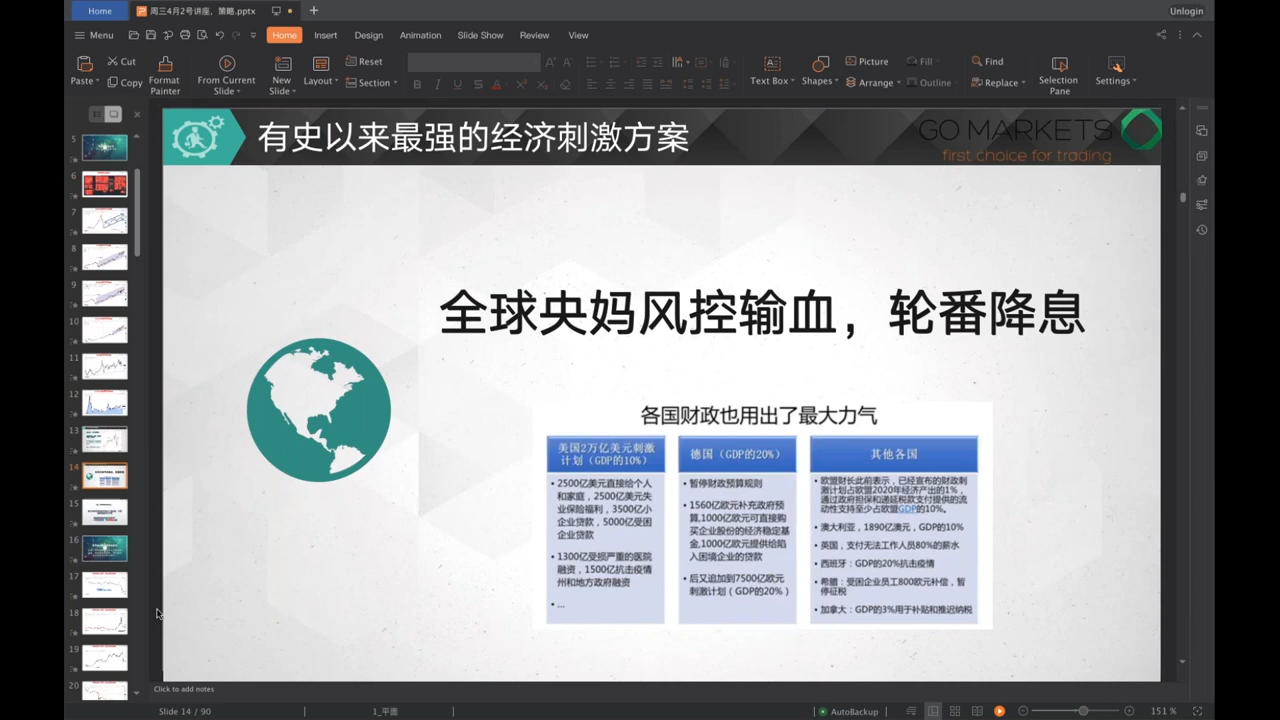 Home
周三4月2号讲座，策略.pptx
Unlogin
Menu
Home
Insert
Design
Animation
Slide Show
Review
View
Paste
Cut
Copy
Format
Painter
From Current
Slide
New
Slide
Layout
Reset
Section
Text Box
Shapes
Picture
Arrange
Fill
Outline
Find
Replace
Selection
Pane
Settings
5
6
7
8
9
10
11
12
13
14
15
16
17
18
19
20
有史以来最强的经济刺激方案
GO MARKETS
first choice for trading
全球央妈风控输血，轮番降息
各国财政也用出了最大力气
美国2万亿美元刺激
计划（GDP的10%）
• 2500亿美元直接给个人
和家庭，2500亿美元失
业保险福利，3500亿小
企业贷款，5000亿受困
企业贷款
• 1300亿受损严重的医院
融资，1500亿抗击疫情
州和地方政府融资
• ...
德国（GDP的20%）
• 暂停财政预算规则
• 1560亿欧元补充政府预
算,1000亿欧元可直接购
买企业股份的经济稳定基
金,1000亿欧元提供给陷
入困境企业的贷款
• 后又追加到7500亿欧元
刺激计划（GDP的20%）
其他各国
• 欧盟财长此前表示，已经宣布的财政刺
激计划占欧盟2020年经济产出的1%，
通过政府担保和递延税款支付提供的流
动性支持至少占欧盟GDP的10%。
• 澳大利亚，1890亿澳元，GDP的10%
• 英国，支付无法工作人员80%的薪水
• 西班牙：GDP的20%抗击疫情
• 希腊：受困企业员工800欧元补偿，暂
停征税
• 加拿大：GDP的3%用于补贴和推迟纳税
Click to add notes
Slide 14 / 90
1_平面
AutoBackup
151 %